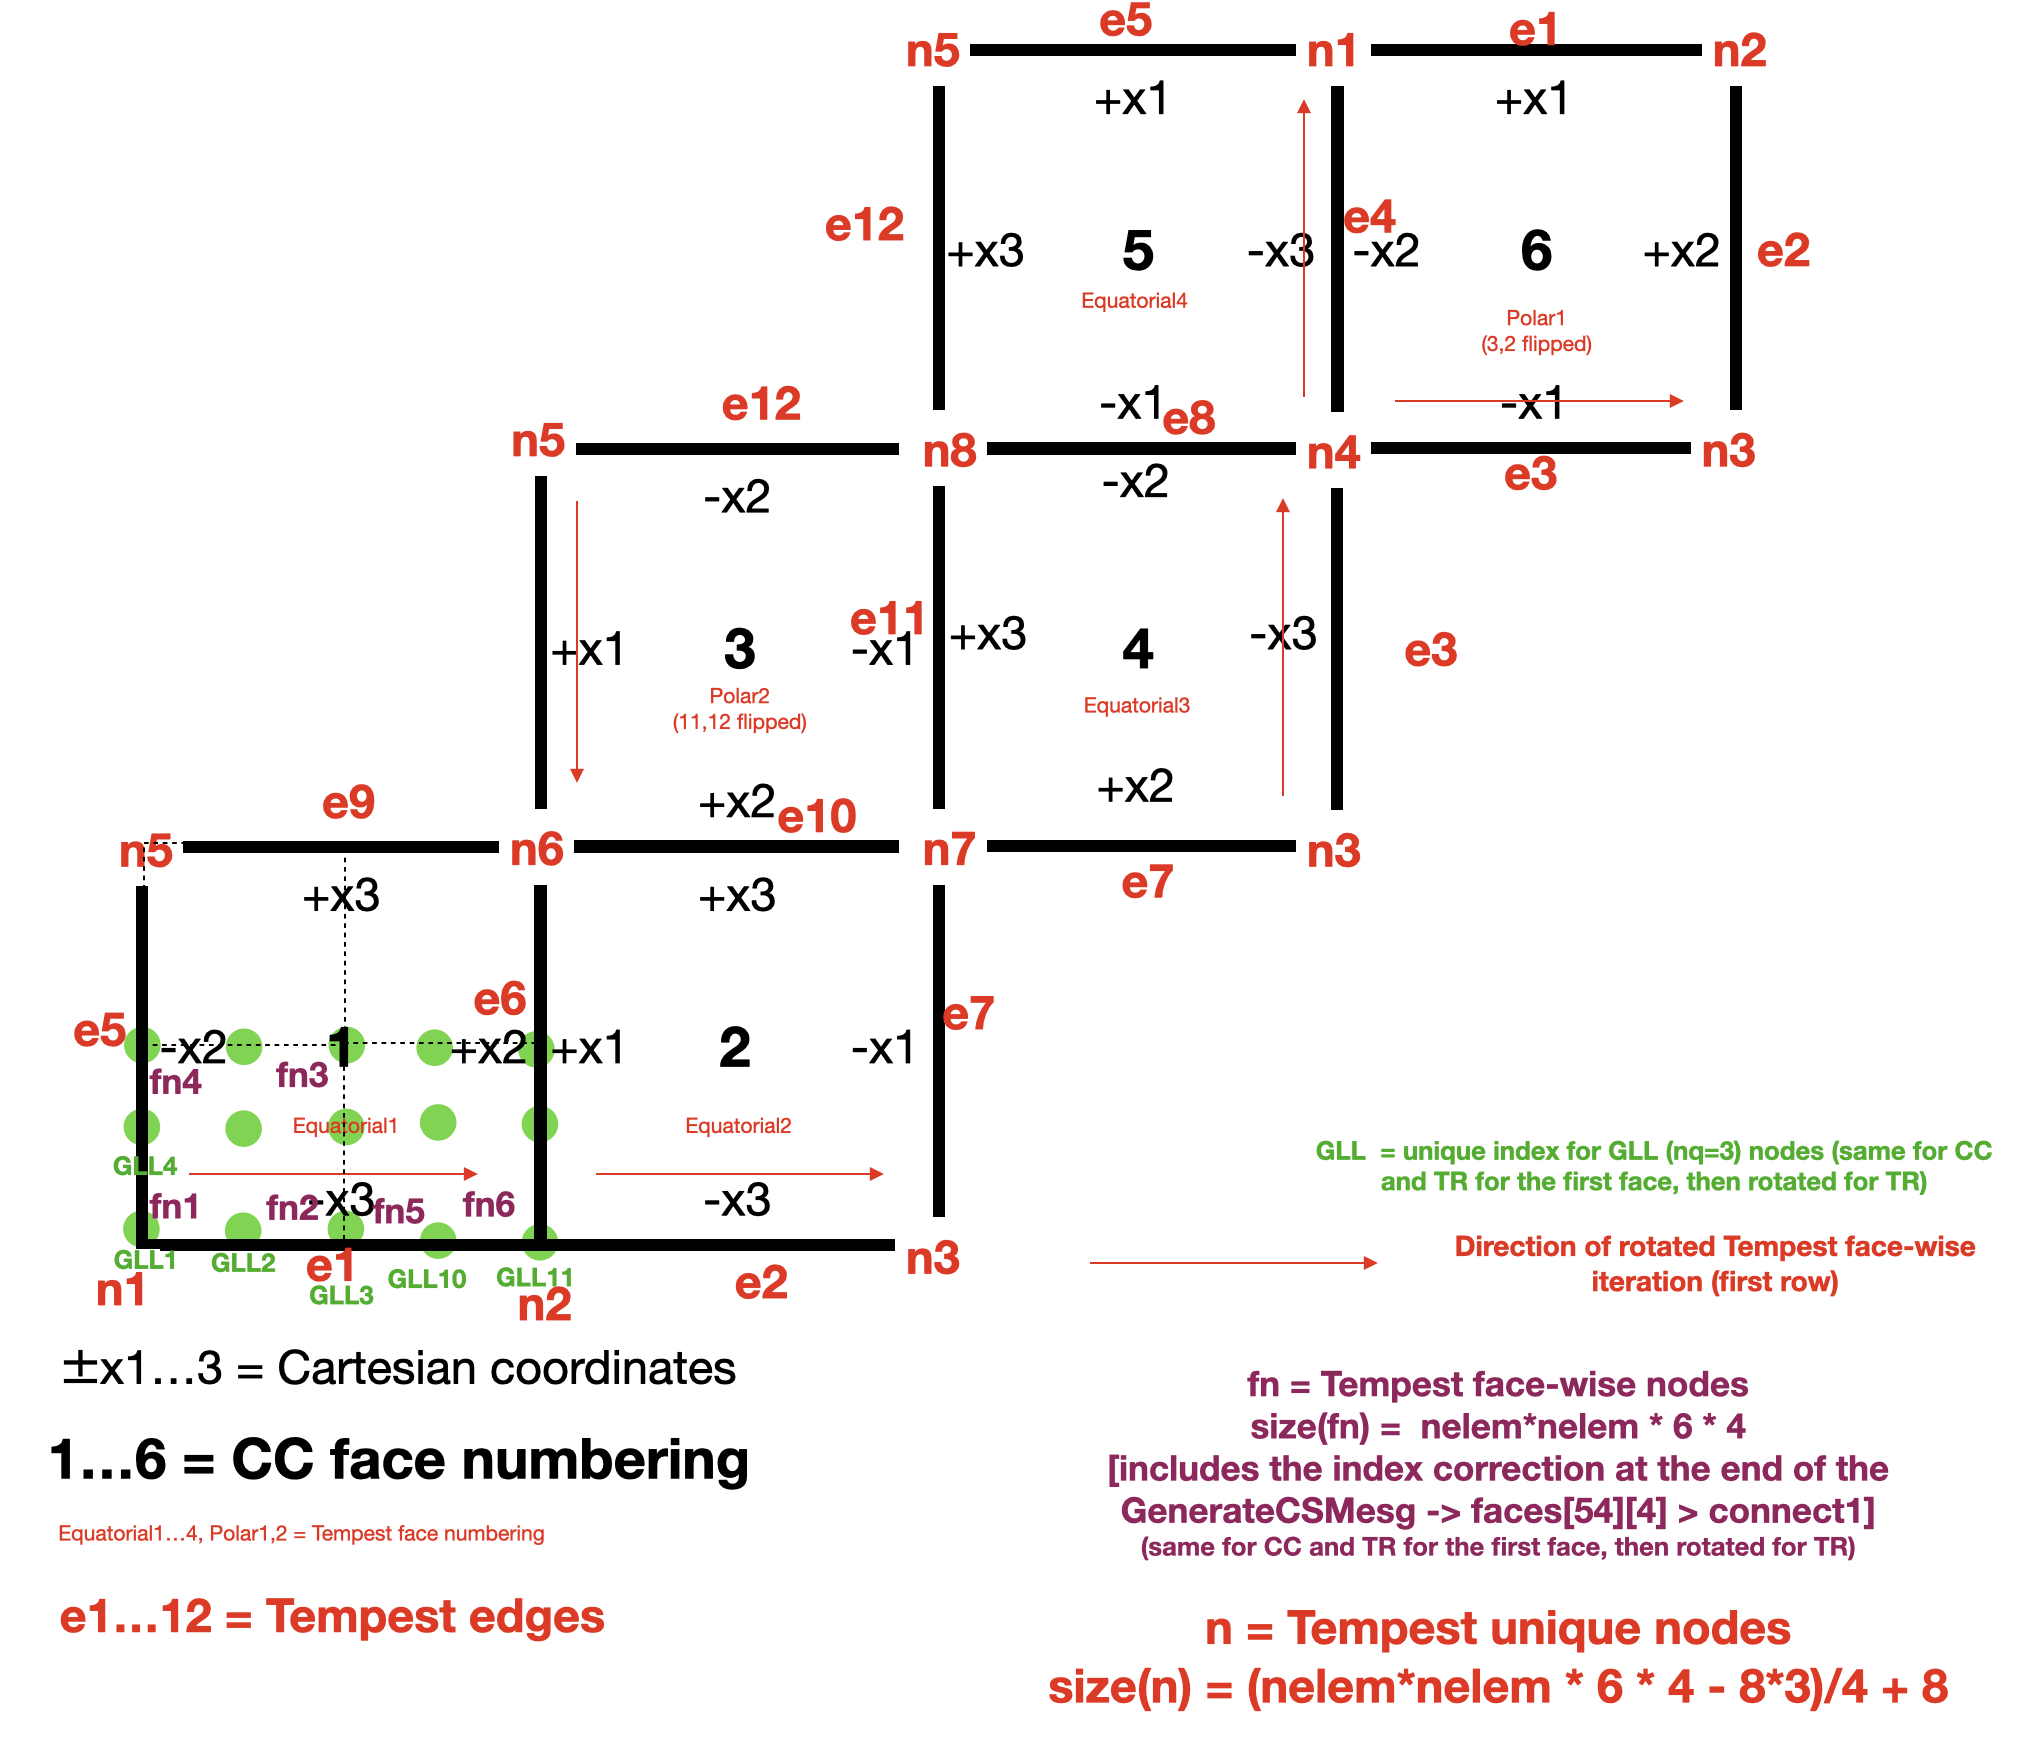 e5
e1
n5
n1
n2
+x1
+x1
e12
e4
+x3
5
-x3
-x2
6
+x2
e2
Equatorial4
Polar1
(3,2 flipped)
-x1
-x1
e12
e8
n5
n8
n4
n3
e3
-x2
-x2
e11
+x1
3
-x1
+x3
4
-x3
e3
Polar2
(11,12 flipped)
Equatorial3
+x2
+x2
e9
e10
n5
n6
n7
n3
e7
+x3
+x3
e6
e7
e5
-x2
1
+x2
+x1
2
-x1
fn4
fn3
Equatorial1
Equatorial2
GLL4
fn1
fn2
-x3
fn5
fn6
-x3
GLL1
GLL2
e1
GLL3
GLL10
GLL11
n1
n2
e2
n3
GLL = unique index for GLL (nq=3) nodes (same for CC
and TR for the first face, then rotated for TR)
Direction of rotated Tempest face-wise
iteration (first row)
±x1…3 = Cartesian coordinates
1…6 = CC face numbering
Equatorial1…4, Polar1,2 = Tempest face numbering
e1…12 = Tempest edges
fn = Tempest face-wise nodes
size(fn) = nelem*nelem * 6 * 4
[includes the index correction at the end of the
GenerateCSMesg -> faces[54][4] > connect1]
(same for CC and TR for the first face, then rotated for TR)
n = Tempest unique nodes
size(n) = (nelem*nelem * 6 * 4 - 8*3)/4 + 8